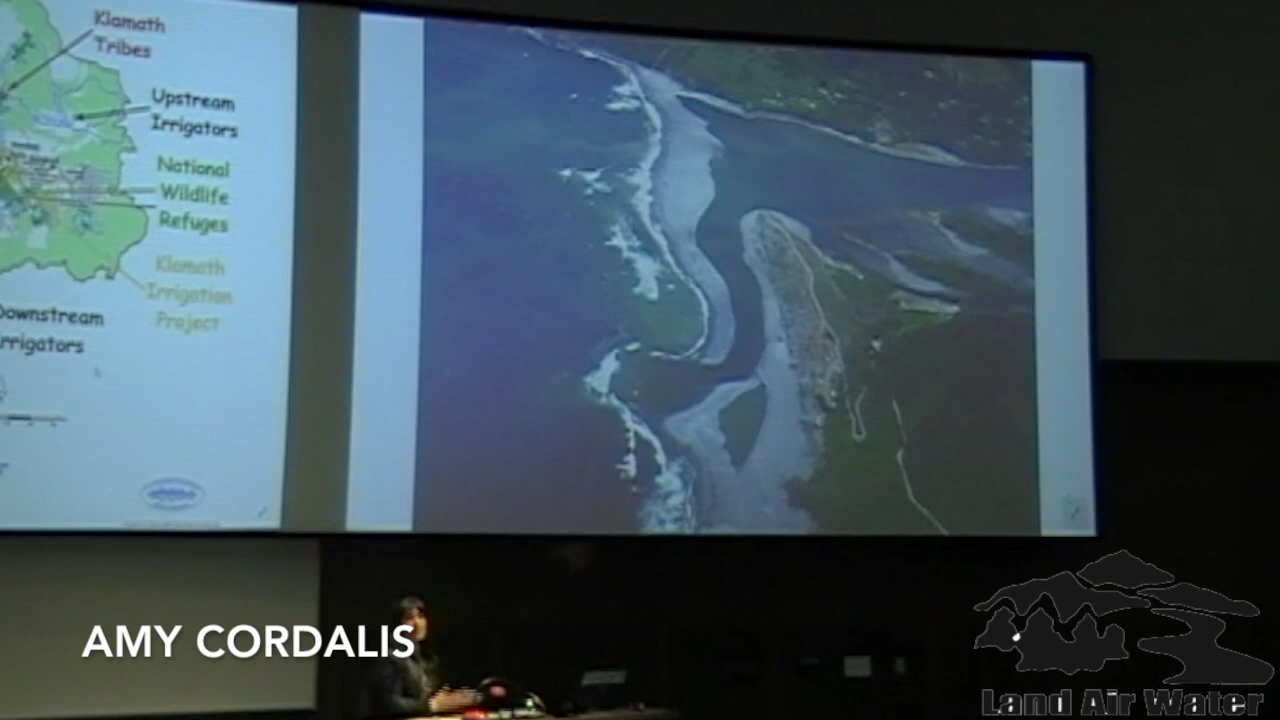 Klamath
Tribes
Upstream
Irrigators
National
Wildlife
Refuges
Klamath
Irrigation
Project
Downstream
Irrigators
AMY CORDALIS
Land Air Water